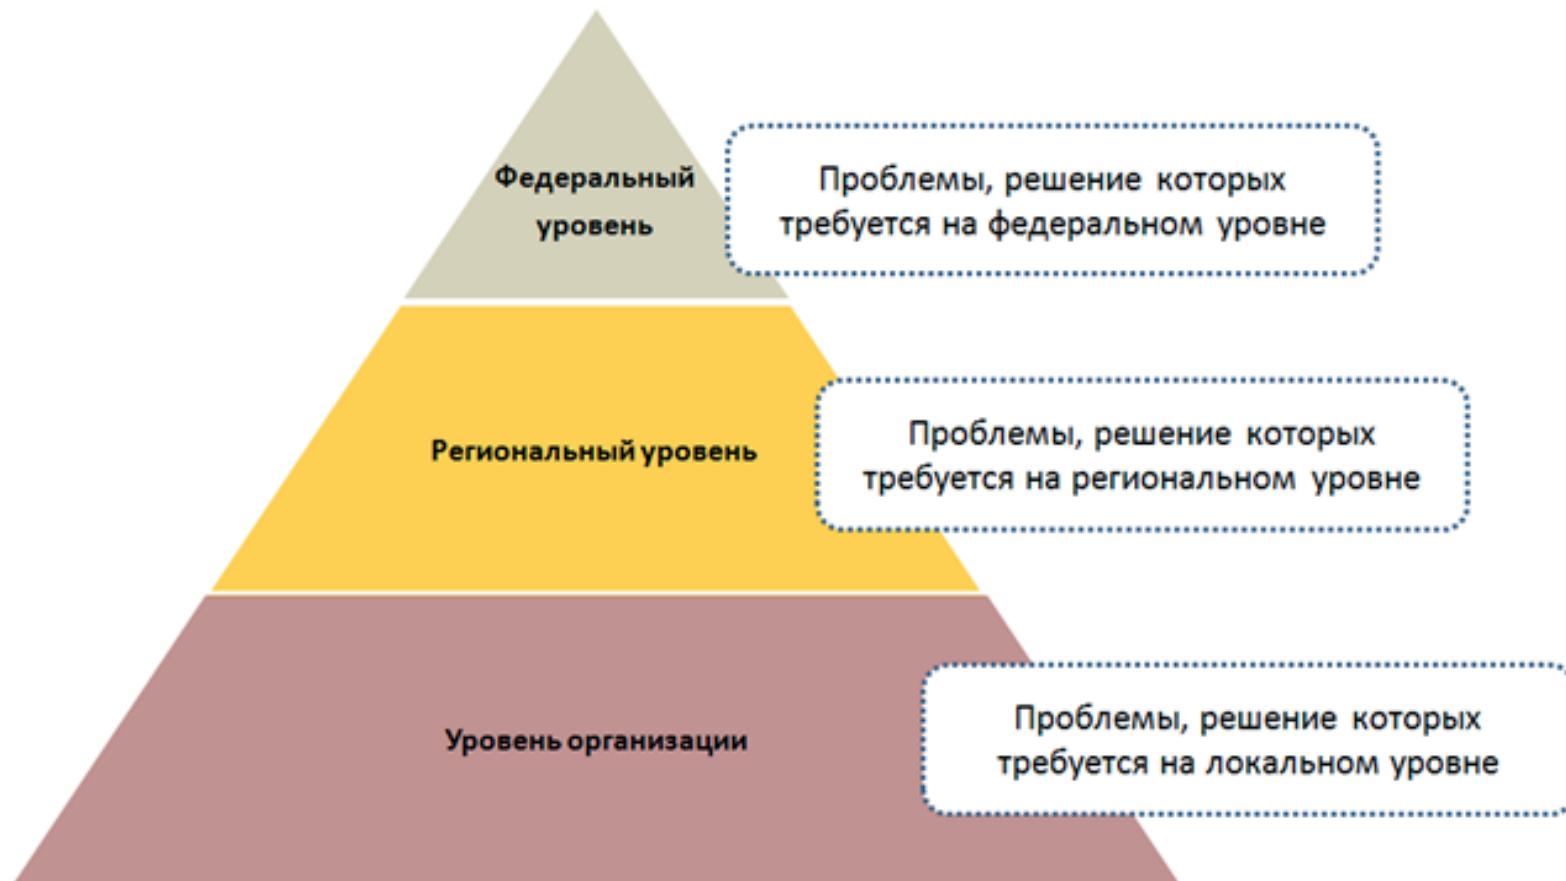 Федеральный
уровень
Проблемы, решение которых
требуется на федеральном уровне
Региональный уровень
Проблемы, решение которых
требуется на региональном уровне
Уровень организации
Проблемы, решение которых
требуется на локальном уровне